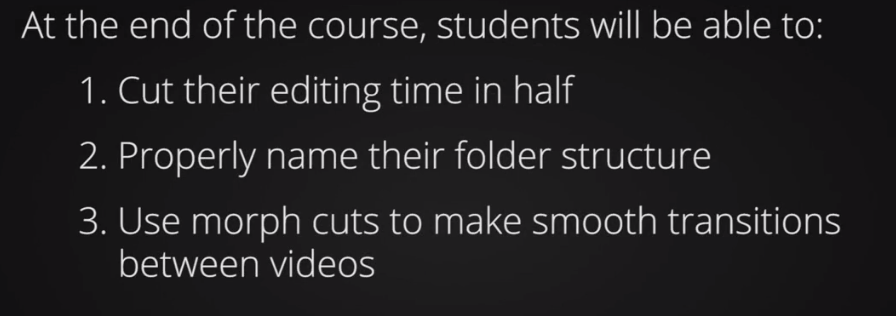 At the end of the course, students will be able to:
1. Cut their editing time in half
2. Properly name their folder structure
3. Use morph cuts to make smooth transitions
between videos